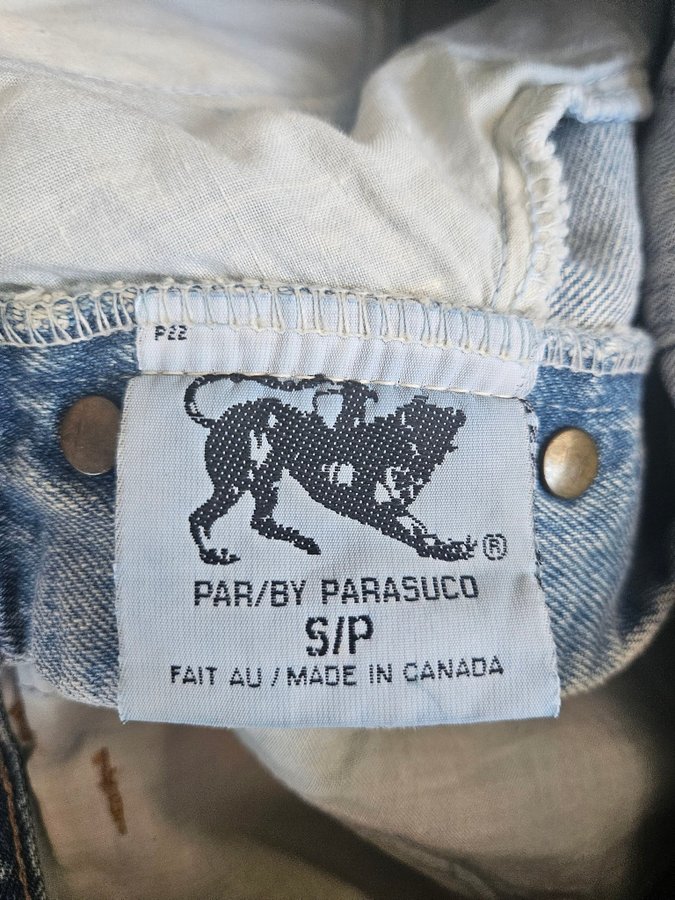 P22
®
PAR/BY PARASUCO
S/P
FAIT AU / MADE IN CANADA